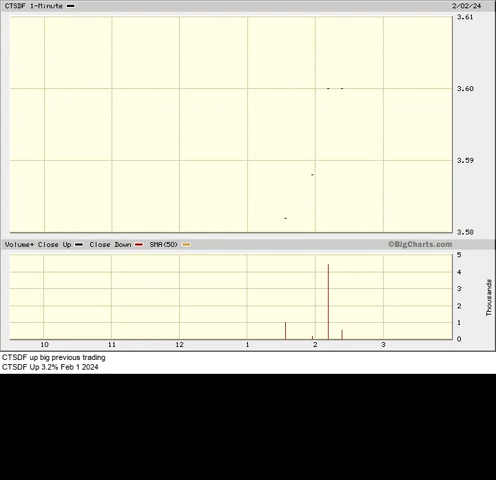 CTSDF 1-Minute 2/02/24
3.61
3.60
3.59
3.58
Volume+ Close Up Close Down SMA(50) ©BigCharts.com
5
4
3
2
1
0
Thousands
10 11 12 1 2 3
CTSDF up big previous trading
CTSDF Up 3.2% Feb 1 2024